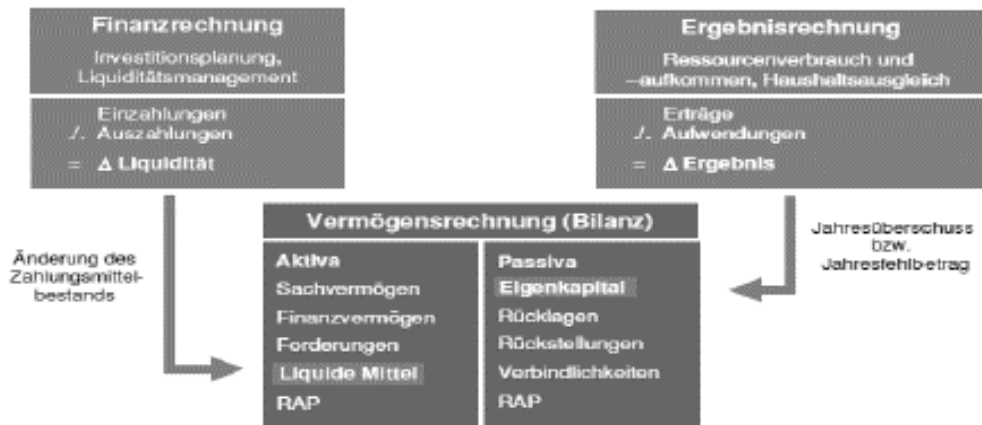 Finanzrechnung
Investitionsplanung,
Liquiditätsmanagement
Einzahlungen
./. Auszahlungen
= Δ Liquidität
Ergebnisrechnung
Ressourcenverbrauch und
–aufkommen, Haushaltsausgleich
Erträge
./. Aufwendungen
= Δ Ergebnis
Änderung des
Zahlungsmittel-
bestands
Vermögensrechnung (Bilanz)
Aktiva
Sachvermögen
Finanzvermögen
Forderungen
Liquide Mittel
RAP
Passiva
Eigenkapital
Rücklagen
Rückstellungen
Verbindlichkeiten
RAP
Jahresüberschuss
bzw.
Jahresfehlbetrag